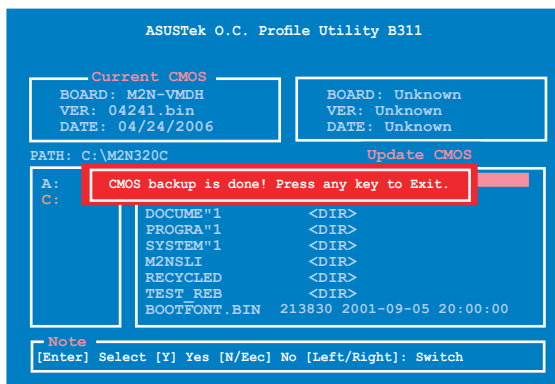 ASUSTek O.C. Profile Utility B311
Current CMOS
BOARD: M2N-VMDH
VER: 04241.bin
DATE: 04/24/2006
BOARD: Unknown
VER: Unknown
DATE: Unknown
PATH: C:\M2N320C
Update CMOS
A:
C:
CMOS backup is done! Press any key to Exit.
DOCUME"1 <DIR>
PROGRA"1 <DIR>
SYSTEM"1 <DIR>
M2NSLI <DIR>
RECYCLED <DIR>
TEST_REB <DIR>
BOOTFONT.BIN 213830 2001-09-05 20:00:00
Note
[Enter] Select [Y] Yes [N/Eec] No [Left/Right]: Switch